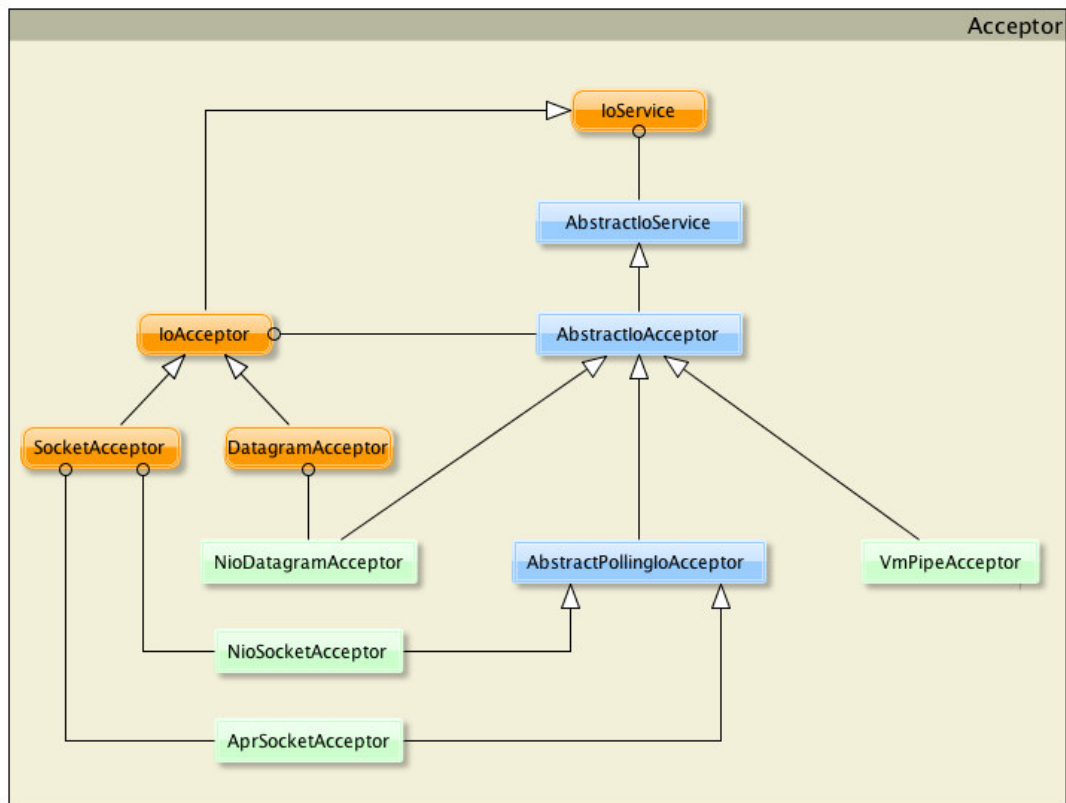 Acceptor
IoService
AbstractIoService
IoAcceptor
AbstractIoAcceptor
SocketAcceptor
DatagramAcceptor
NioDatagramAcceptor
AbstractPollingIoAcceptor
VmPipeAcceptor
NioSocketAcceptor
AprSocketAcceptor